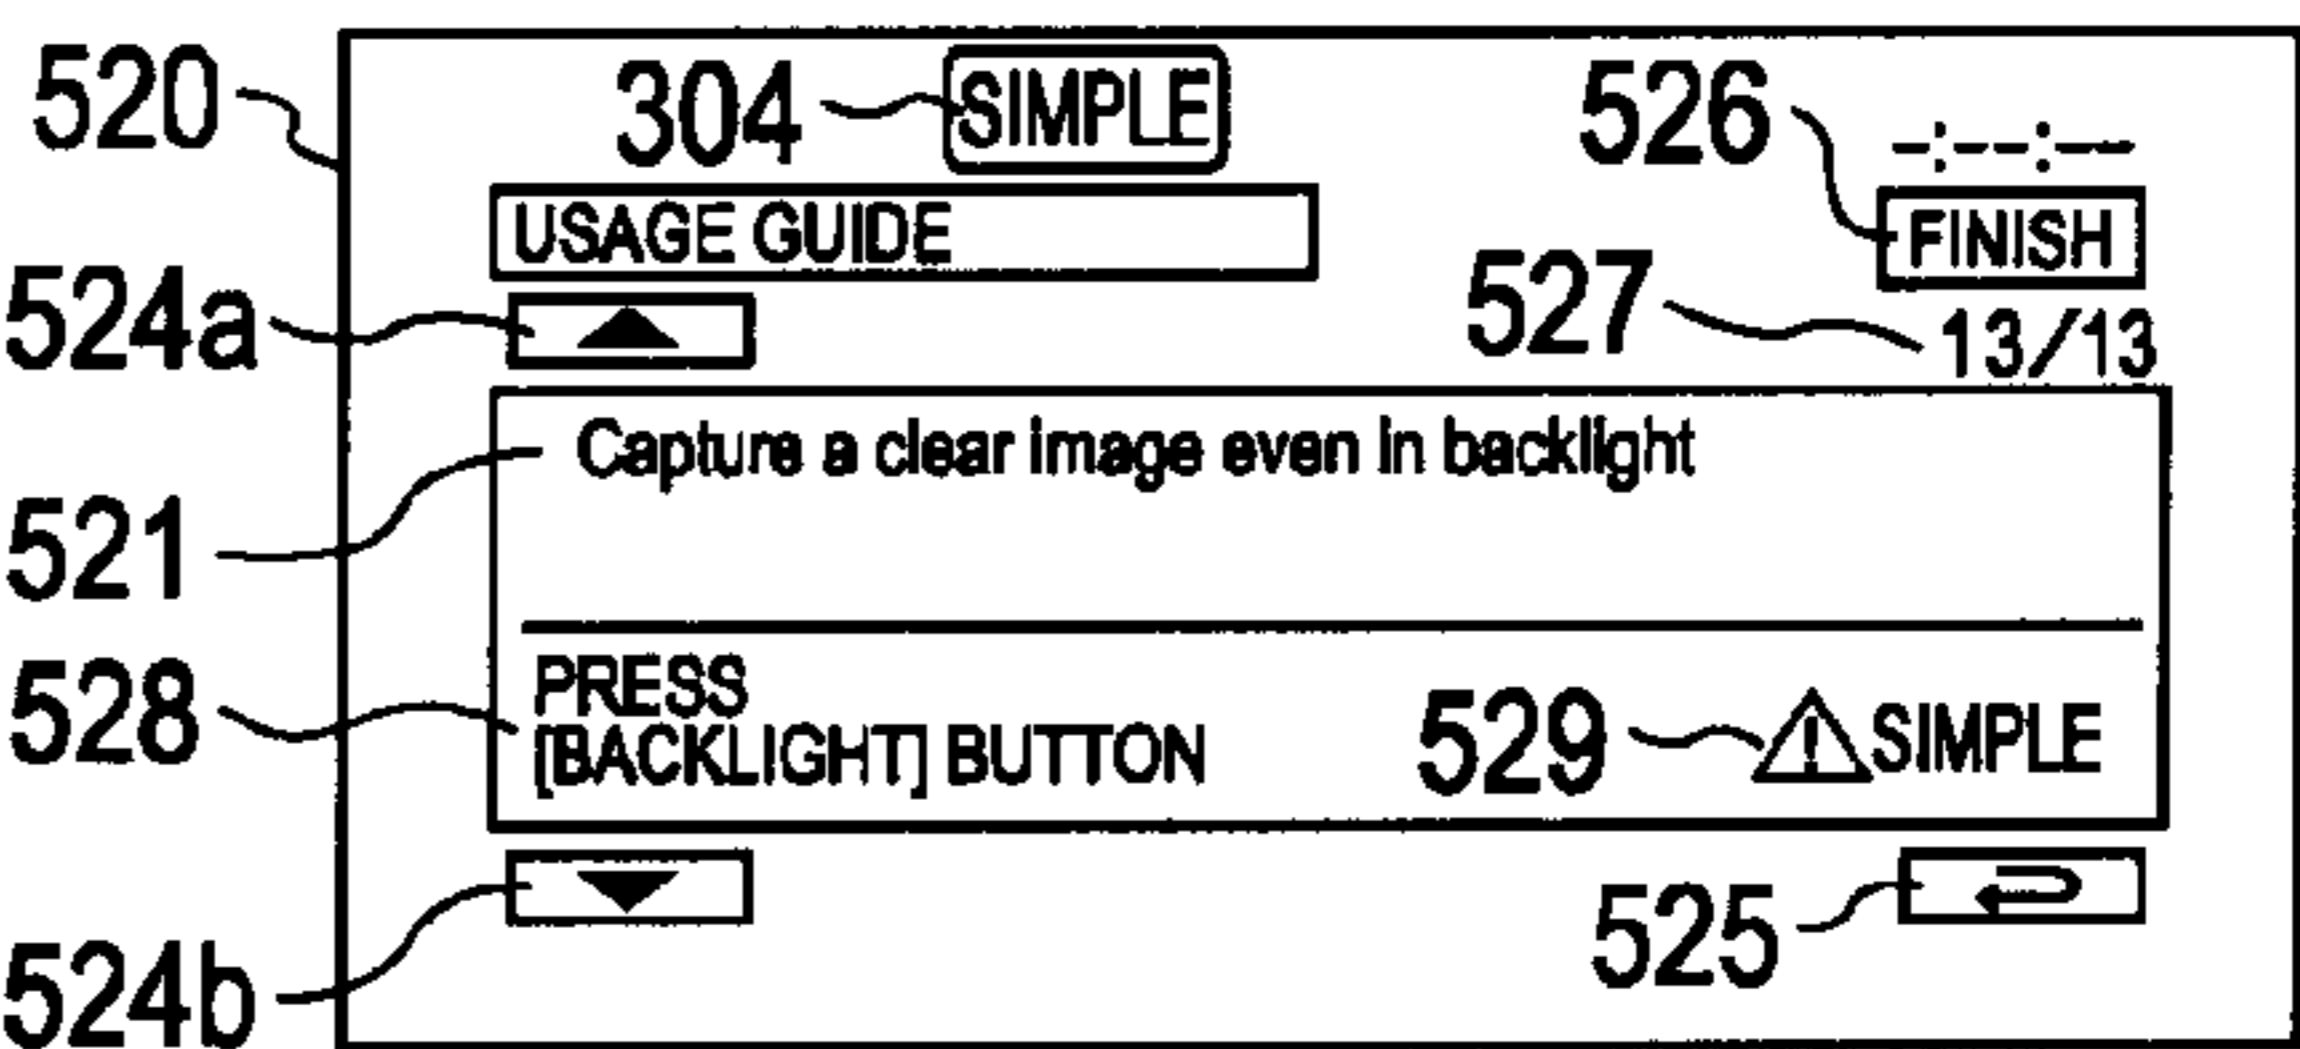 520
304
SIMPLE
526
-:--:--
USAGE GUIDE
FINISH
524a
527
13/13
521
Capture a clear image even in backlight
528
PRESS
[BACKLIGHT] BUTTON
529
SIMPLE
524b
525